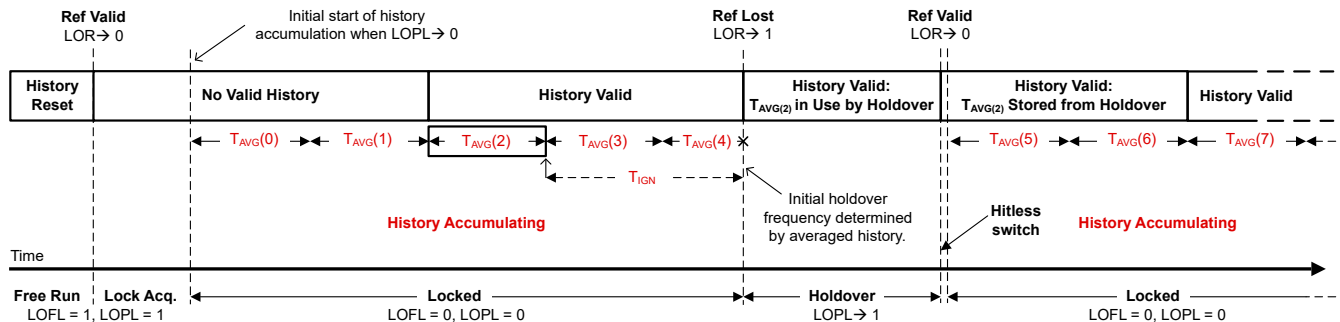 Initial start of history
accumulation when LOPL→ 0
Ref Valid
LOR→ 0
Ref Lost
LOR→ 1
Ref Valid
LOR→ 0
History
Reset
No Valid History
History Valid
History Valid:
TAVG(2) in Use by Holdover
History Valid:
TAVG(2) Stored from Holdover
History Valid
TAVG(0)
TAVG(1)
TAVG(2)
TAVG(3)
TAVG(4)
TAVG(5)
TAVG(6)
TAVG(7)
TIGN
Initial holdover
frequency determined
by averaged history.
Hitless
switch
History Accumulating
History Accumulating
Time
Free Run
Lock Acq.
LOFL = 1, LOPL = 1
Locked
LOFL = 0, LOPL = 0
Holdover
LOPL→ 1
Locked
LOFL = 0, LOPL = 0